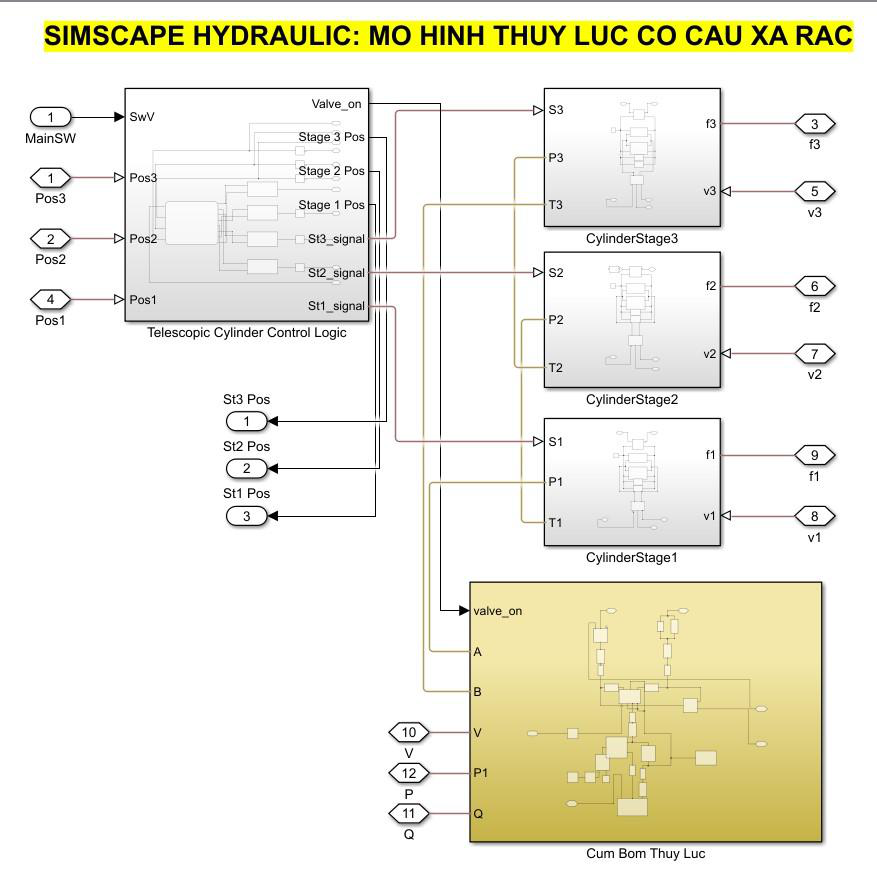 SIMSCAPE HYDRAULIC: MO HINH THUY LUC CO CAU XA RAC
1
MainSW
1
Pos3
2
Pos2
4
Pos1
SwV
Pos3
Pos2
Pos1
Valve_on
Stage 3 Pos
Stage 2 Pos
Stage 1 Pos
St3_signal
St2_signal
St1_signal
Telescopic Cylinder Control Logic
St3 Pos
1
St2 Pos
2
St1 Pos
3
S3
P3
T3
f3
v3
CylinderStage3
3
f3
5
v3
S2
P2
T2
f2
v2
CylinderStage2
6
f2
7
v2
S1
P1
T1
f1
v1
CylinderStage1
9
f1
8
v1
valve_on
A
B
V
P1
Q
10
V
12
P
11
Q
Cum Bom Thuy Luc